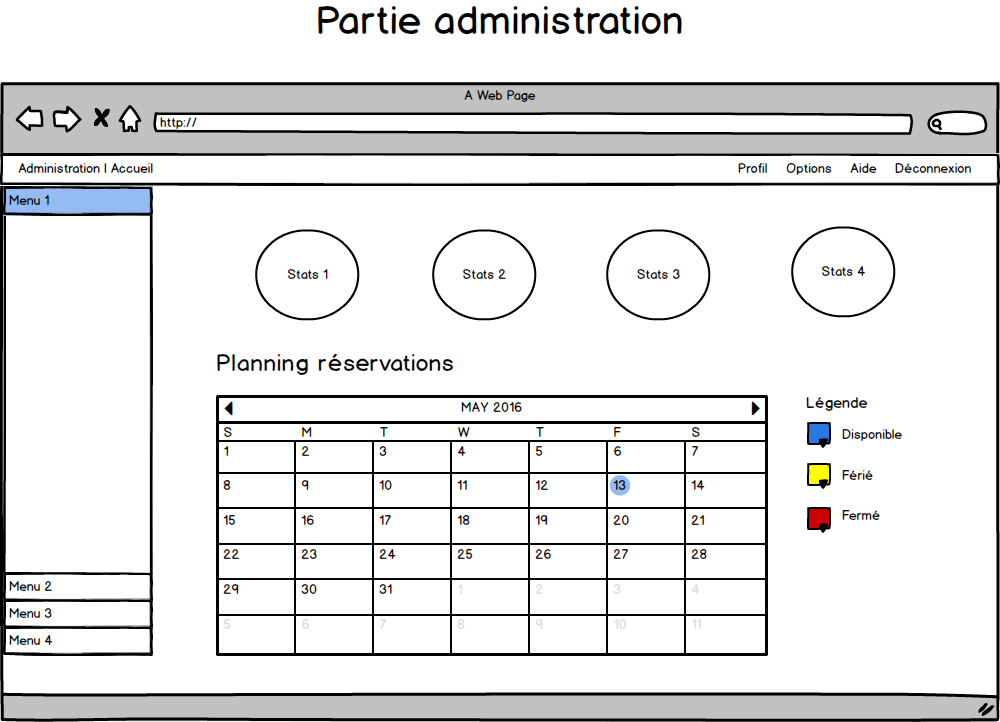 Partie administration
A Web Page
http://
Administration | Accueil
Profil Options Aide Déconnexion
Menu 1
Stats 1 Stats 2 Stats 3 Stats 4
Planning réservations
MAY 2016
S M T W T F S
1 2 3 4 5 6 7
8 9 10 11 12 13 14
15 16 17 18 19 20 21
22 23 24 25 26 27 28
29 30 31 1 2 3 4
5 6 7 8 9 10 11
Légende
Disponible
Férié
Fermé
Menu 2
Menu 3
Menu 4